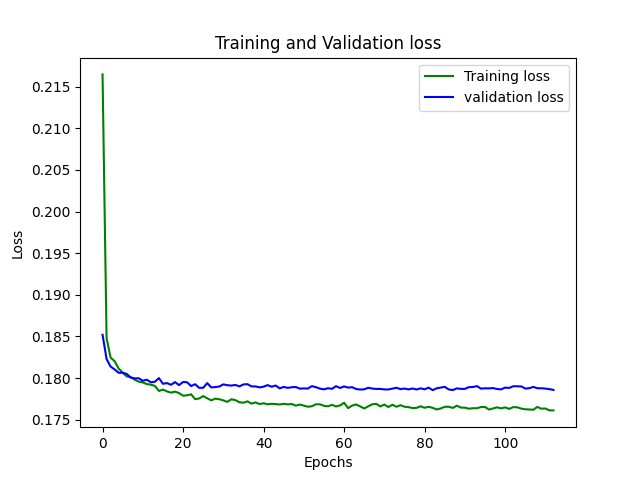 Training and Validation loss
Training loss
validation loss
0.215
0.210
0.205
0.200
0.195
0.190
0.185
0.180
0.175
Loss
0 20 40 60 80 100
Epochs